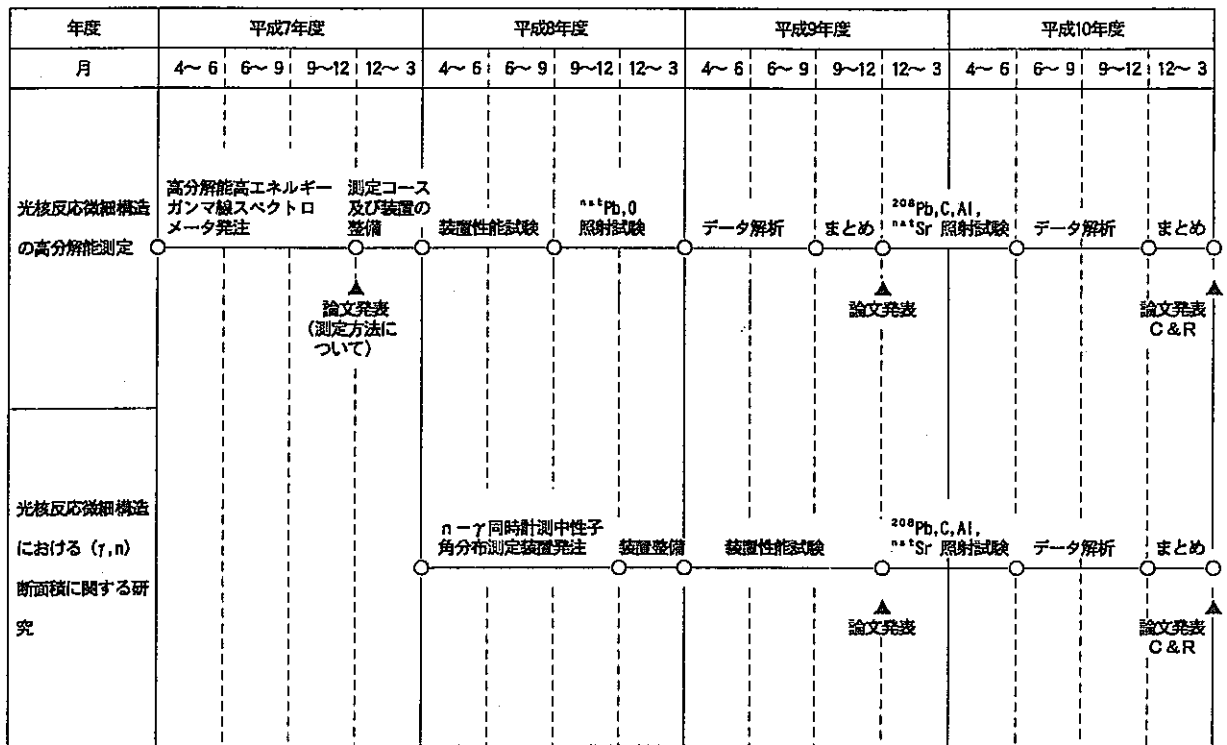 年度 平成7年度 平成8年度 平成9年度 平成10年度
月 4～6 6～9 9～12 12～3 4～6 6～9 9～12 12～3 4～6 6～9 9～12 12～3 4～6 6～9 9～12 12～3
光核反応微細構造
の高分解能測定
高分解能高エネルギー
ガンマ線スペクトロ
メータ発注
測定コース
及び装置の
整備
装置性能試験
ⁿᵃᵗPb,O
照射試験
データ解析
まとめ
²⁰⁸Pb,C,Al,
ⁿᵃᵗSr 照射試験
データ解析
まとめ
論文発表
(測定方法に
ついて)
論文発表
論文発表
C&R
光核反応微細構造
における (γ,n)
断面積に関する研
究
n－γ同時計測中性子
角分布測定装置発注
装置整備
装置性能試験
²⁰⁸Pb,C,Al,
ⁿᵃᵗSr 照射試験
データ解析
まとめ
論文発表
論文発表
C&R